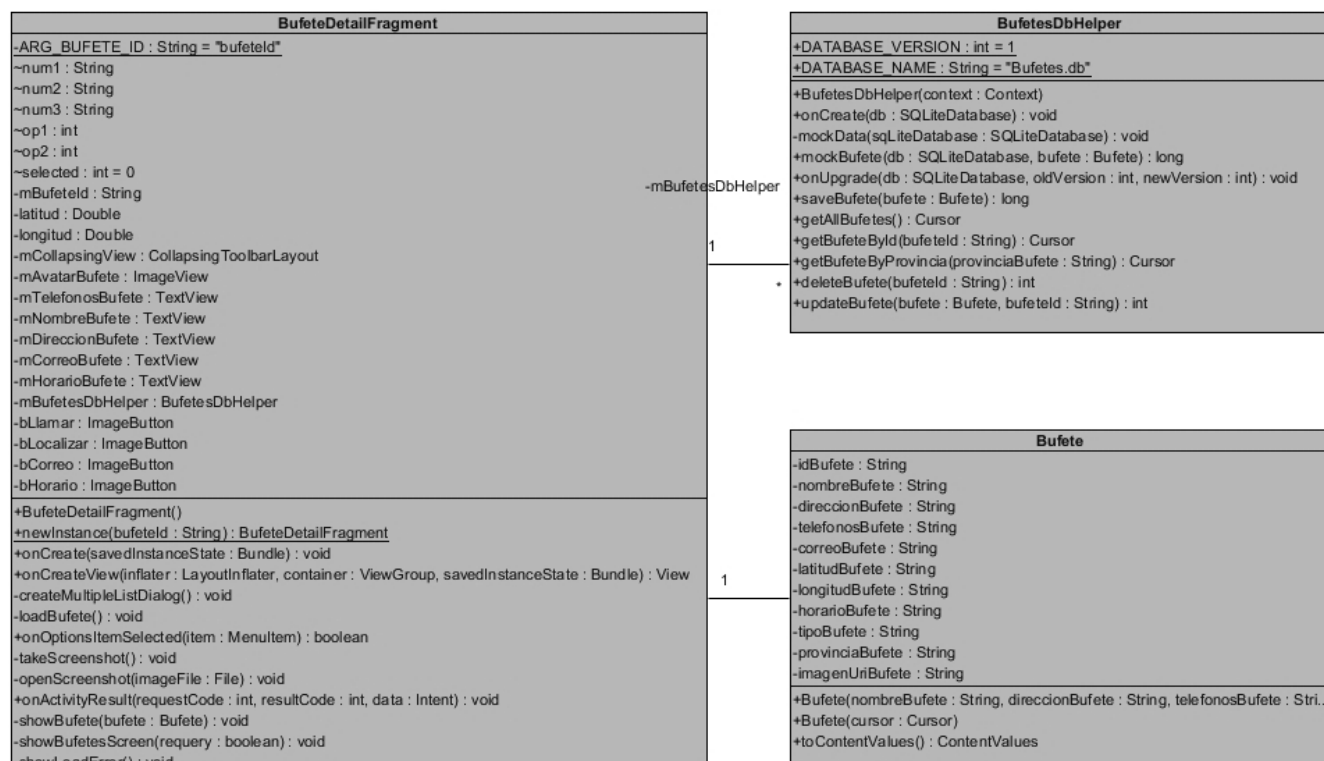 BufeteDetailFragment
-ARG_BUFETE_ID : String = "bufeteId"
~num1 : String
~num2 : String
~num3 : String
~op1 : int
~op2 : int
~selected : int = 0
-mBufeteId : String
-latitud : Double
-longitud : Double
-mCollapsingView : CollapsingToolbarLayout
-mAvatarBufete : ImageView
-mTelefonosBufete : TextView
-mNombreBufete : TextView
-mDireccionBufete : TextView
-mCorreoBufete : TextView
-mHorarioBufete : TextView
-mBufetesDbHelper : BufetesDbHelper
-bLlamar : ImageButton
-bLocalizar : ImageButton
-bCorreo : ImageButton
-bHorario : ImageButton
+BufeteDetailFragment()
+newInstance(bufeteId : String) : BufeteDetailFragment
+onCreate(savedInstanceState : Bundle) : void
+onCreateView(inflater : LayoutInflater, container : ViewGroup, savedInstanceState : Bundle) : View
-createMultipleListDialog() : void
-loadBufete() : void
+onOptionsItemSelected(item : MenuItem) : boolean
-takeScreenshot() : void
-openScreenshot(imageFile : File) : void
+onActivityResult(requestCode : int, resultCode : int, data : Intent) : void
-showBufete(bufete : Bufete) : void
-showBufetesScreen(requery : boolean) : void
-showLoadError() : void
-mBufetesDbHelper
1
*
1
BufetesDbHelper
+DATABASE_VERSION : int = 1
+DATABASE_NAME : String = "Bufetes.db"
+BufetesDbHelper(context : Context)
+onCreate(db : SQLiteDatabase) : void
-mockData(sqLiteDatabase : SQLiteDatabase) : void
+mockBufete(db : SQLiteDatabase, bufete : Bufete) : long
+onUpgrade(db : SQLiteDatabase, oldVersion : int, newVersion : int) : void
+saveBufete(bufete : Bufete) : long
+getAllBufetes() : Cursor
+getBufeteById(bufeteId : String) : Cursor
+getBufeteByProvincia(provinciaBufete : String) : Cursor
+deleteBufete(bufeteId : String) : int
+updateBufete(bufete : Bufete, bufeteId : String) : int
Bufete
-idBufete : String
-nombreBufete : String
-direccionBufete : String
-telefonosBufete : String
-correoBufete : String
-latitudBufete : String
-longitudBufete : String
-horarioBufete : String
-tipoBufete : String
-provinciaBufete : String
-imagenUriBufete : String
+Bufete(nombreBufete : String, direccionBufete : String, telefonosBufete : Stri...
+Bufete(cursor : Cursor)
+toContentValues() : ContentValues